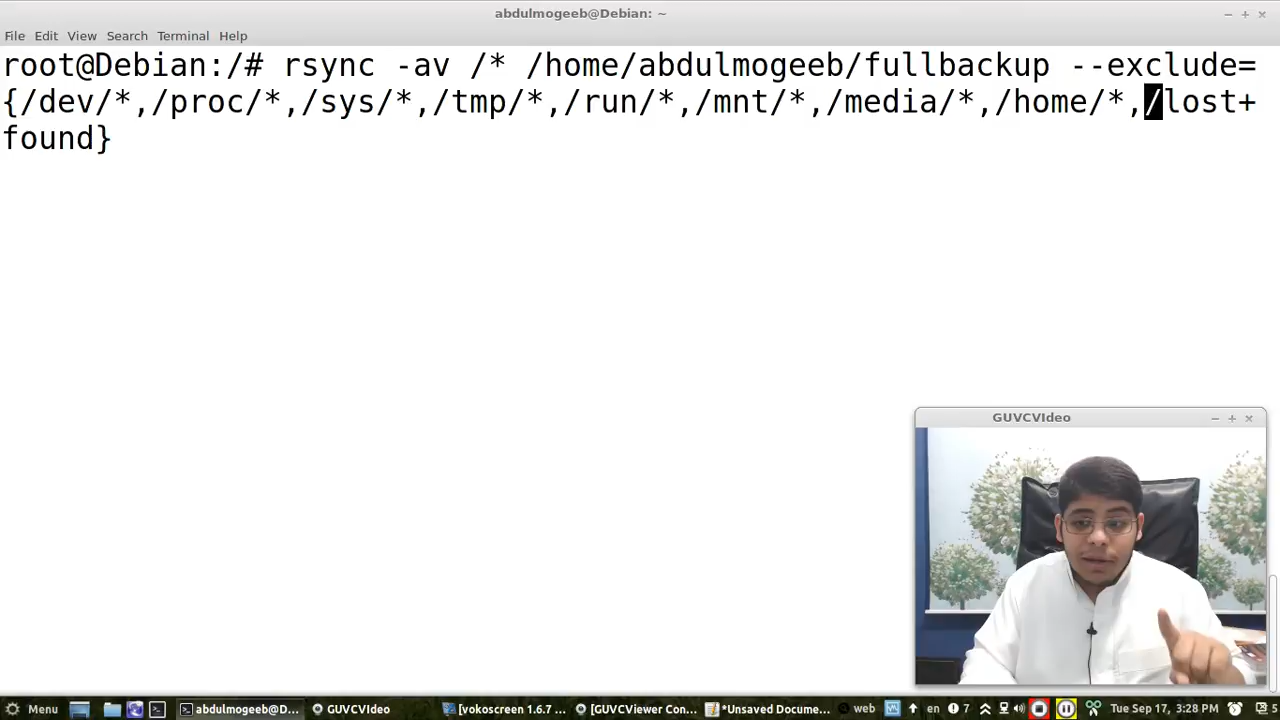 abdulmogeeb@Debian: ~
File Edit View Search Terminal Help
root@Debian:/# rsync -av /* /home/abdulmogeeb/fullbackup --exclude=
{/dev/*,/proc/*,/sys/*,/tmp/*,/run/*,/mnt/*,/media/*,/home/*,/lost+
found}
GUVCVIdeo
Menu abdulmogeeb@D... GUVCVIdeo [vokoscreen 1.6.7 ... [GUVCViewer Con... *Unsaved Docume... web en 7 Tue Sep 17, 3:28 PM 5